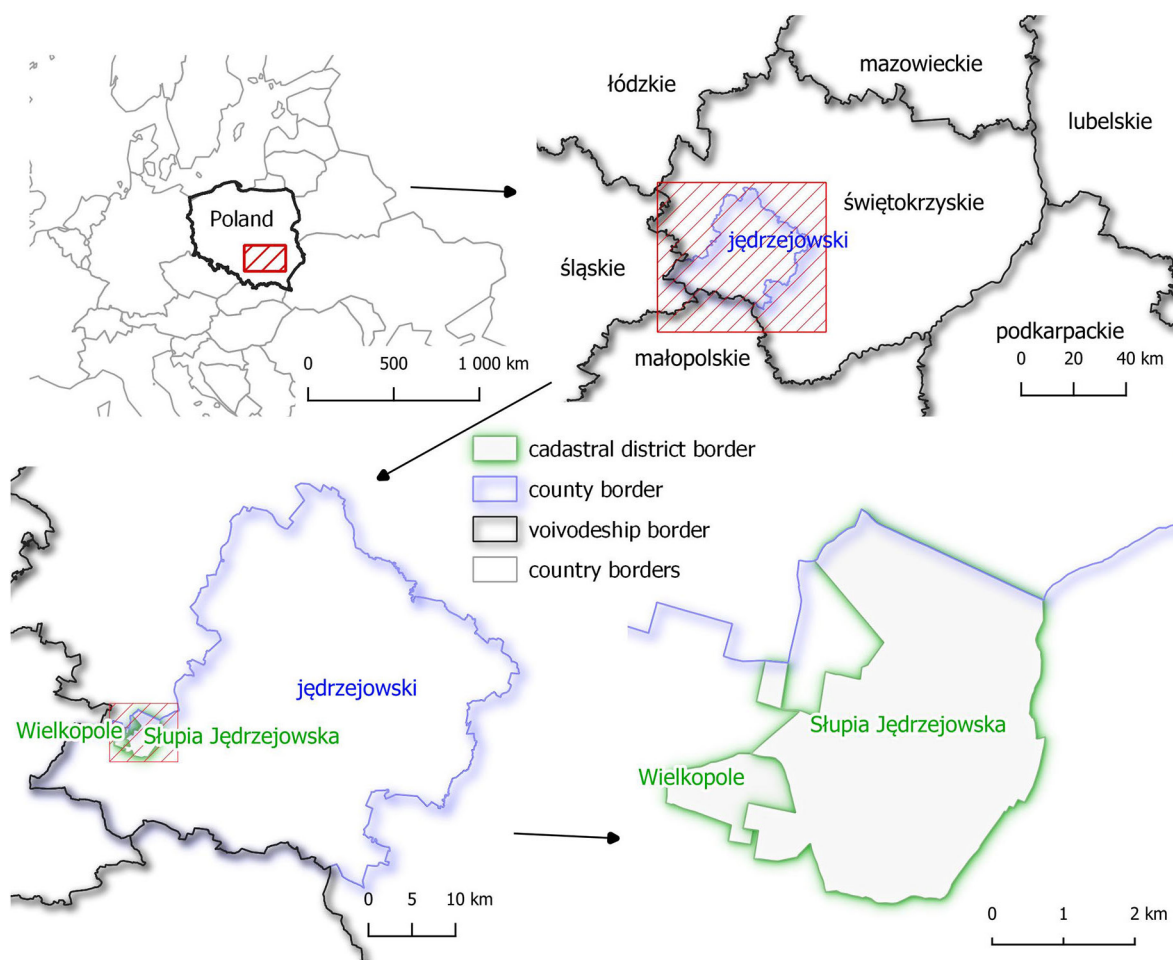 Poland
0 500 1 000 km
łódzkie
mazowieckie
lubelskie
świętokrzyskie
jędrzejowski
śląskie
małopolskie
podkarpackie
0 20 40 km
cadastral district border
county border
voivodeship border
country borders
jędrzejowski
Wielkopole
Słupia Jędrzejowska
0 5 10 km
Słupia Jędrzejowska
Wielkopole
0 1 2 km